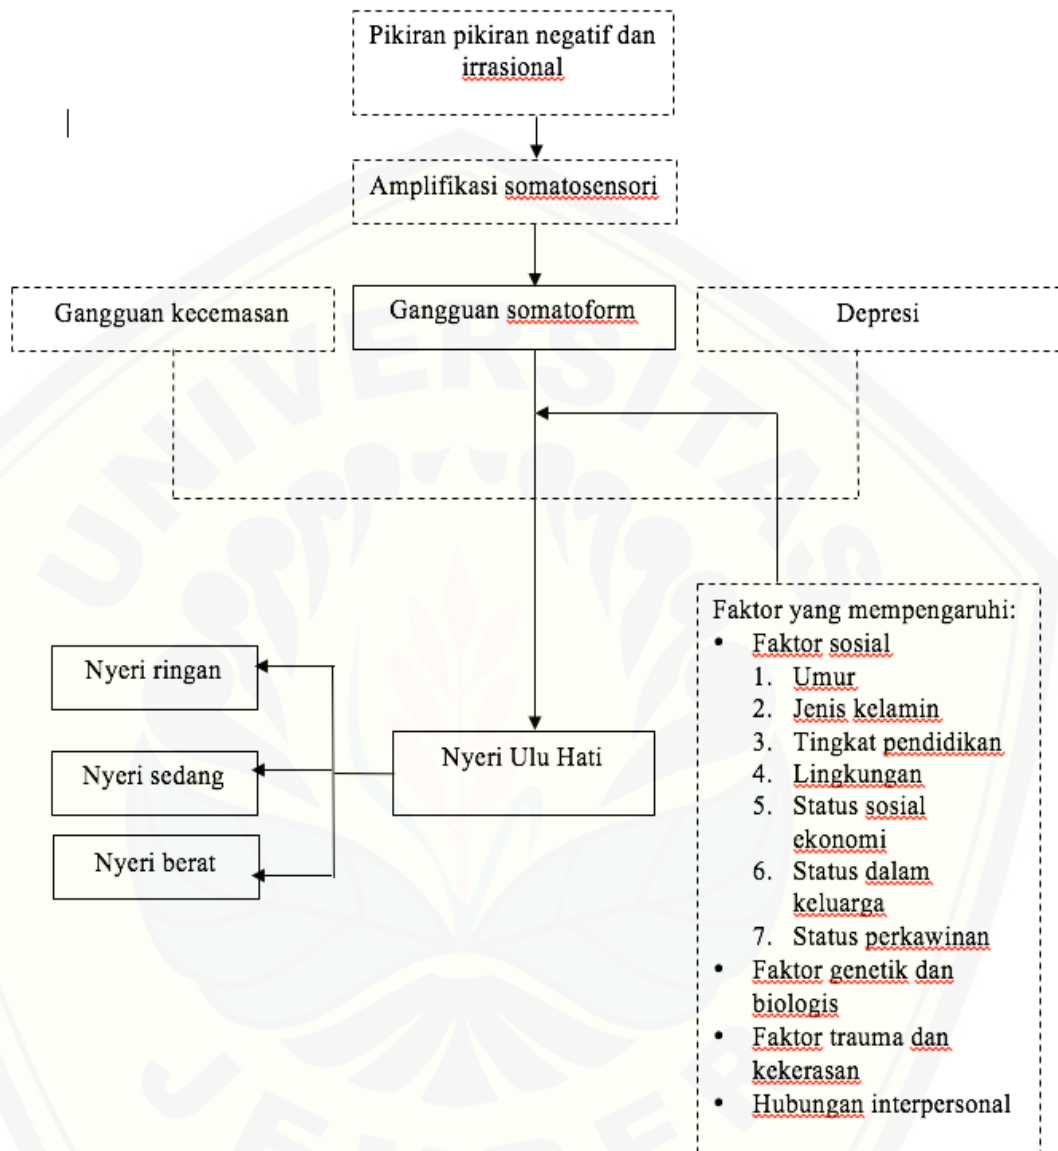 Pikiran pikiran negatif dan
irrasional
Amplifikasi somatosensori
Gangguan kecemasan
Gangguan somatoform
Depresi
Nyeri ringan
Nyeri sedang
Nyeri berat
Nyeri Ulu Hati
Faktor yang mempengaruhi:
• Faktor sosial
1. Umur
2. Jenis kelamin
3. Tingkat pendidikan
4. Lingkungan
5. Status sosial
ekonomi
6. Status dalam
keluarga
7. Status perkawinan
• Faktor genetik dan
biologis
• Faktor trauma dan
kekerasan
• Hubungan interpersonal
UNIVERSITAS
JEMBER